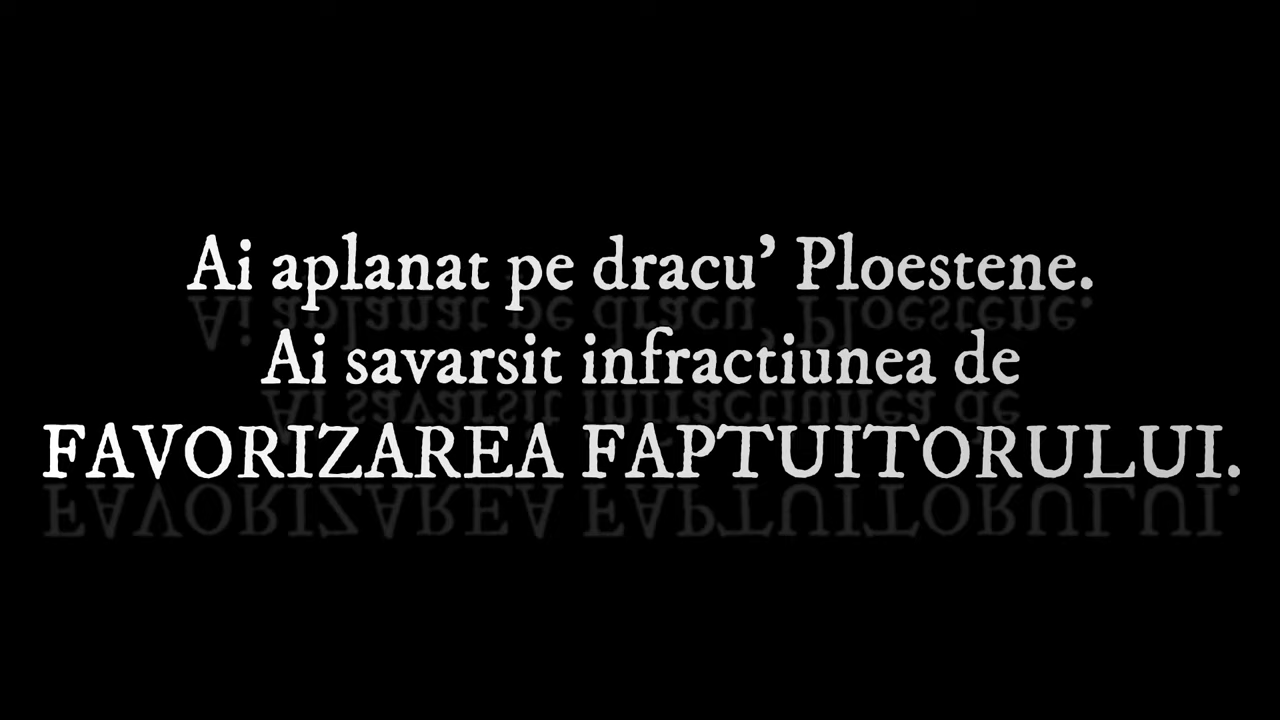 Ai aplanat pe dracu’ Ploestene.
Ai savarsit infractiunea de
FAVORIZAREA FAPTUITORULUI.